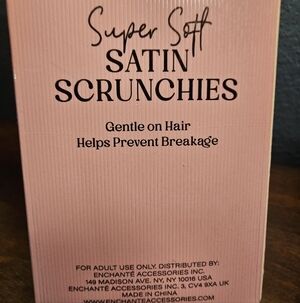 Super Soft
SATIN
SCRUNCHIES
Gentle on Hair
Helps Prevent Breakage
FOR ADULT USE ONLY. DISTRIBUTED BY:
ENCHANTÉ ACCESSORIES INC.
149 MADISON AVE. NY, NY 10016 USA
ENCHANTÉ ACCESSORIES INC. 3, CV4 9XA UK
MADE IN CHINA
WWW.ENCHANTEACCESSORIES.COM